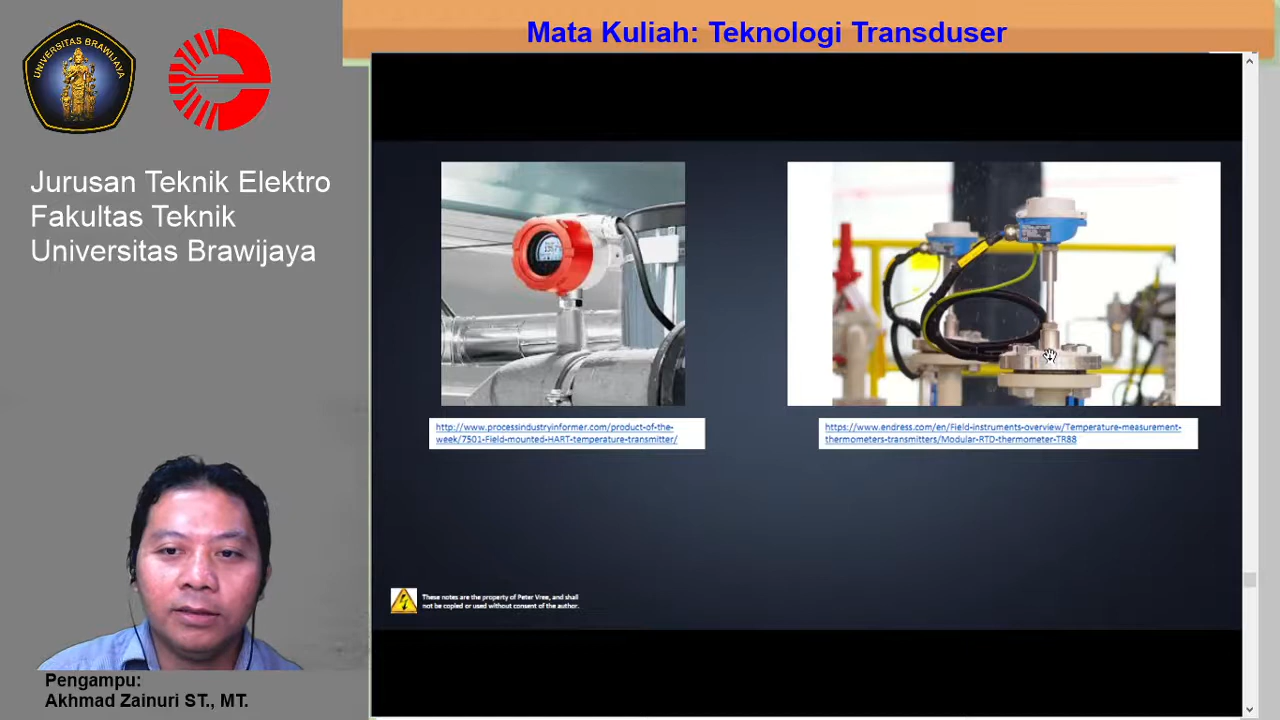 Mata Kuliah: Teknologi Transduser
UNIVERSITAS BRAWIJAYA
Jurusan Teknik Elektro
Fakultas Teknik
Universitas Brawijaya
http://www.processindustryinformer.com/product-of-the-
week/7501-Field-mounted-HART-temperature-transmitter/
https://www.endress.com/en/Field-instruments-overview/Temperature-measurement-
thermometers-transmitters/Modular-RTD-thermometer-TR88
These notes are the property of Peter Vree, and shall
not be copied or used without consent of the author.
Pengampu:
Akhmad Zainuri ST., MT.